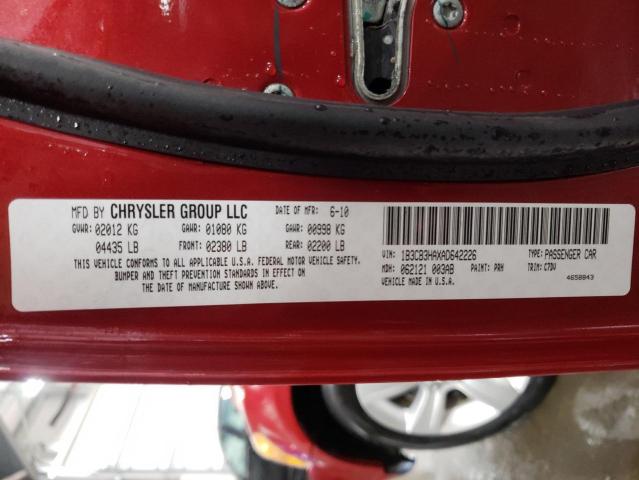 MFD BY CHRYSLER GROUP LLC DATE OF MFR: 6-10
GVWR: 02012 KG GAWR: 01080 KG GAWR: 00998 KG
04435 LB FRONT: 02380 LB REAR: 02200 LB
THIS VEHICLE CONFORMS TO ALL APPLICABLE U.S.A. FEDERAL MOTOR VEHICLE SAFETY,
BUMPER AND THEFT PREVENTION STANDARDS IN EFFECT ON
THE DATE OF MANUFACTURE SHOWN ABOVE.
VIN: 1B3CB3HAXAD642226 TYPE: PASSENGER CAR
MDH: 062121 003AB PAINT: PRH TRIM: C7DV
VEHICLE MADE IN U.S.A. 4658843